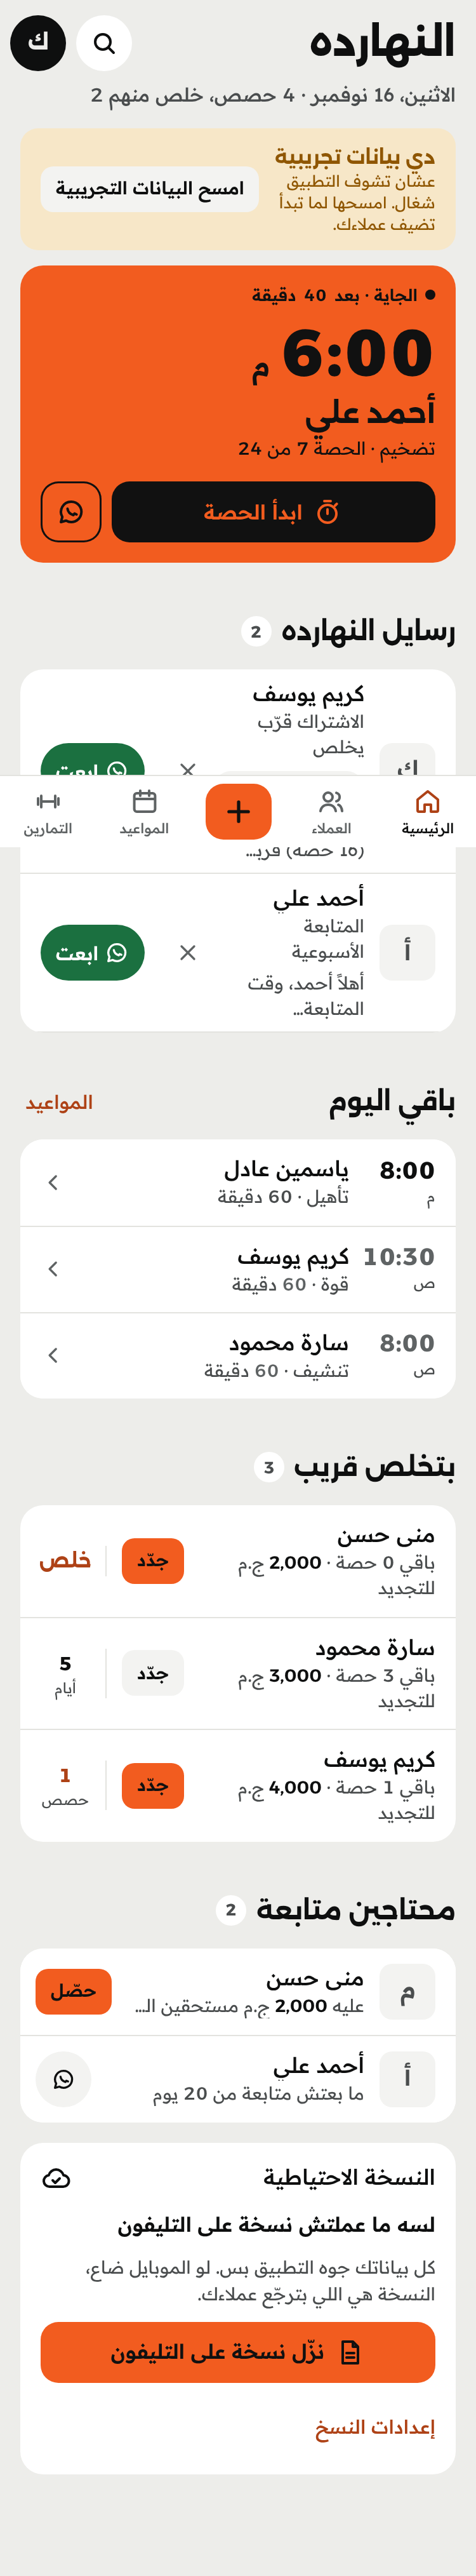 النهارده
ك
الاثنين، 16 نوفمبر · 4 حصص، خلص منهم 2
دي بيانات تجريبية
عشان تشوف التطبيق
شغال. امسحها لما تبدأ
تضيف عملاءك.
امسح البيانات التجريبية
الجاية · بعد 40 دقيقة
6:00 م
أحمد علي
تضخيم · الحصة 7 من 24
ابدأ الحصة
رسايل النهارده 2
كريم يوسف
الاشتراك قرّب
يخلص
ك
ابعت
الرئيسية
العملاء
المواعيد
التمارين
(16 حصة) قرب...
أ
أحمد علي
المتابعة
الأسبوعية
أهلاً أحمد، وقت
المتابعة...
ابعت
باقي اليوم
المواعيد
8:00 م
ياسمين عادل
تأهيل · 60 دقيقة
10:30 ص
كريم يوسف
قوة · 60 دقيقة
8:00 ص
سارة محمود
تنشيف · 60 دقيقة
بتخلص قريب 3
منى حسن
باقي 0 حصة · 2,000 ج.م
للتجديد
جدّد
خلص
سارة محمود
باقي 3 حصة · 3,000 ج.م
للتجديد
جدّد
5
أيام
كريم يوسف
باقي 1 حصة · 4,000 ج.م
للتجديد
جدّد
1
حصص
محتاجين متابعة 2
م
منى حسن
عليه 2,000 ج.م مستحقين الـ...
حصّل
أ
أحمد علي
ما بعتش متابعة من 20 يوم
النسخة الاحتياطية
لسه ما عملتش نسخة على التليفون
كل بياناتك جوه التطبيق بس. لو الموبايل ضاع،
النسخة هي اللي بترجّع عملاءك.
نزّل نسخة على التليفون
إعدادات النسخ